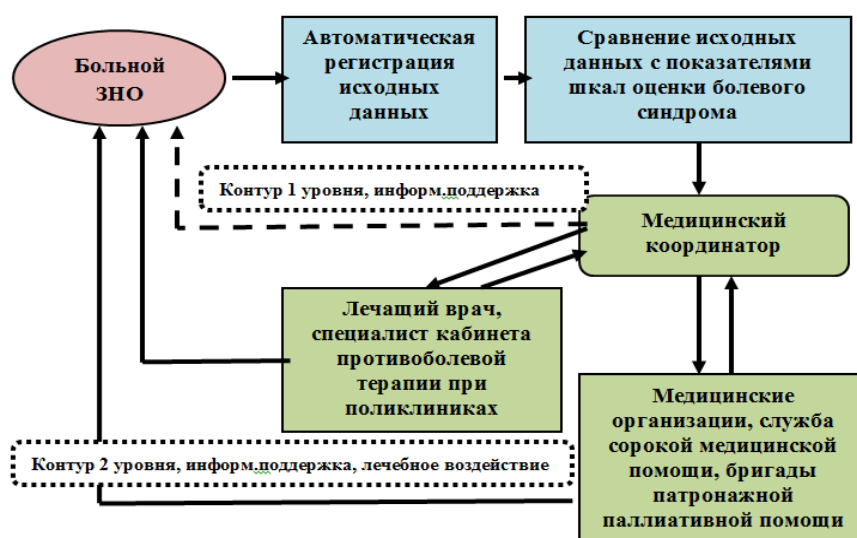 Больной
ЗНО
Автоматическая
регистрация
исходных
данных
Сравнение исходных
данных с показателями
шкал оценки болевого
синдрома
Контур 1 уровня, информ.поддержка
Медицинский
координатор
Лечащий врач,
специалист кабинета
противоболевой
терапии при
поликлиниках
Медицинские
организации, служба
сорокой медицинской
помощи, бригады
патронажной
паллиативной помощи
Контур 2 уровня, информ.поддержка, лечебное воздействие